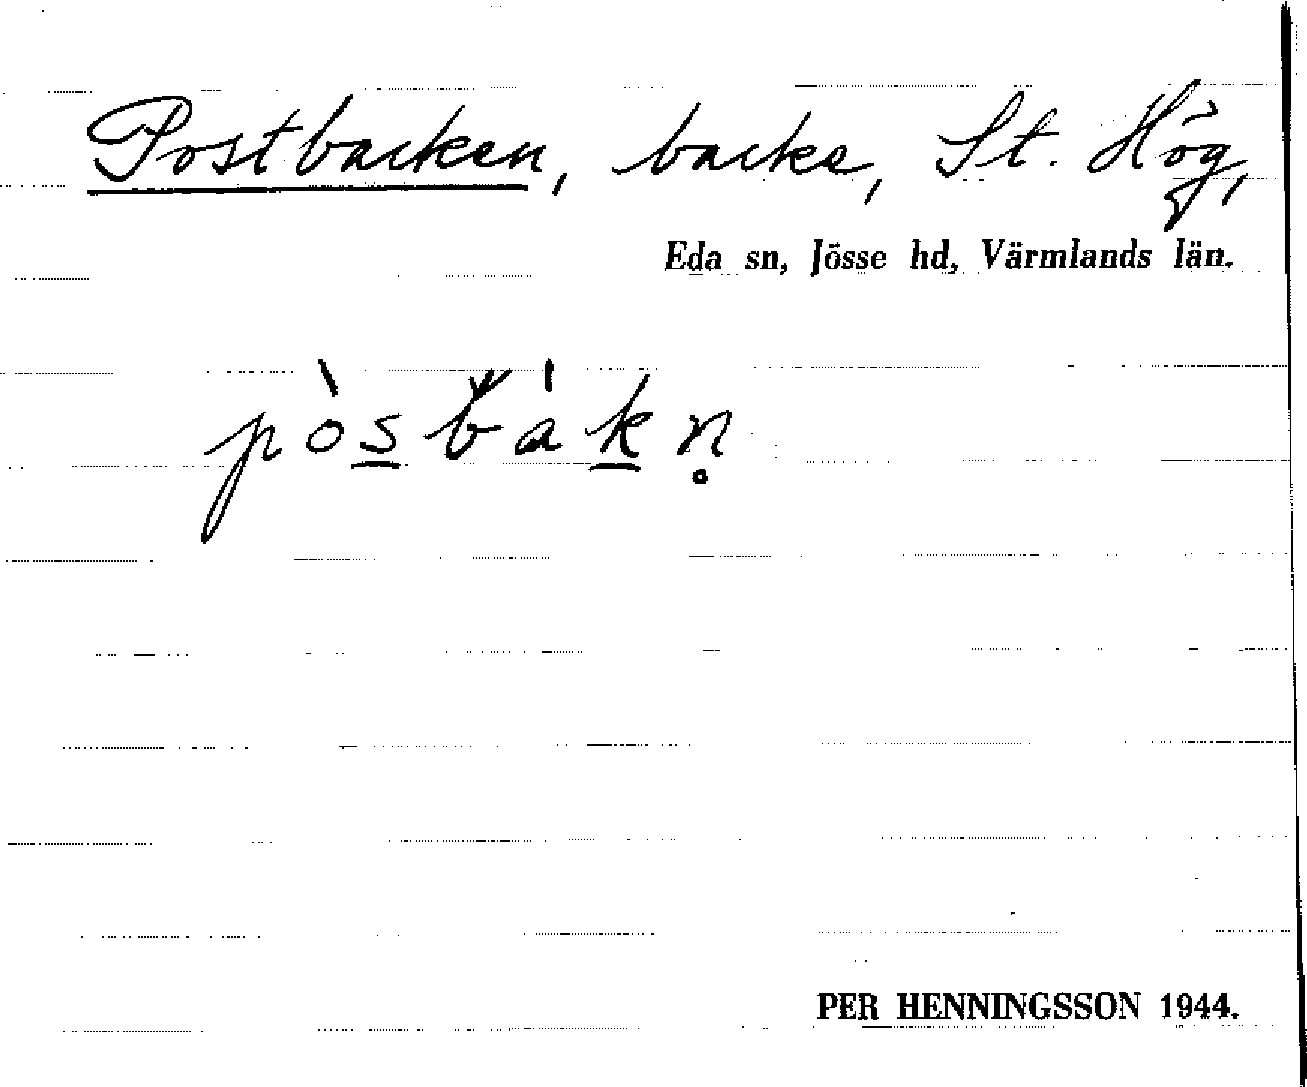 Postbacken, backe, St. Hög,
Eda sn, Jösse hd, Värmlands län.
pòsbákn̥
PER HENNINGSSON 1944.